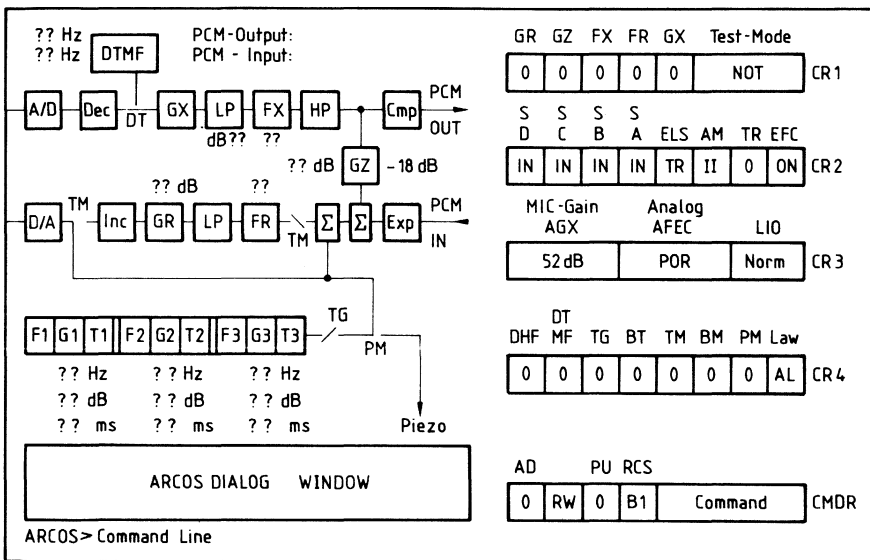 ?? Hz
?? Hz
DTMF
PCM-Output:
PCM - Input:
A/D
Dec
DT
GX
LP
FX
HP
Cmp
PCM
OUT
dB??
??
?? dB
GZ
-18 dB
?? dB
??
D/A
TM
Inc
GR
LP
FR
TM
Σ
Σ
Exp
PCM
IN
F1 G1 T1 F2 G2 T2 F3 G3 T3
TG
PM
?? Hz ?? Hz ?? Hz
?? dB ?? dB ?? dB
?? ms ?? ms ?? ms
Piezo
ARCOS DIALOG WINDOW
ARCOS> Command Line
GR GZ FX FR GX Test-Mode
0 0 0 0 0 NOT CR1
S S S S
D C B A ELS AM TR EFC
IN IN IN IN TR II 0 ON CR2
MIC-Gain Analog
AGX AFEC LIO
52dB POR Norm CR3
DT
DHF MF TG BT TM BM PM Law
0 0 0 0 0 0 0 AL CR4
AD PU RCS
0 RW 0 B1 Command CMDR